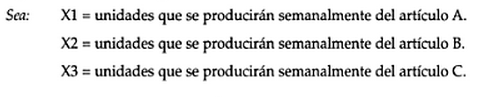 Sea: X1 = unidades que se producirán semanalmente del artículo A.
X2 = unidades que se producirán semanalmente del artículo B.
X3 = unidades que se producirán semanalmente del artículo C.